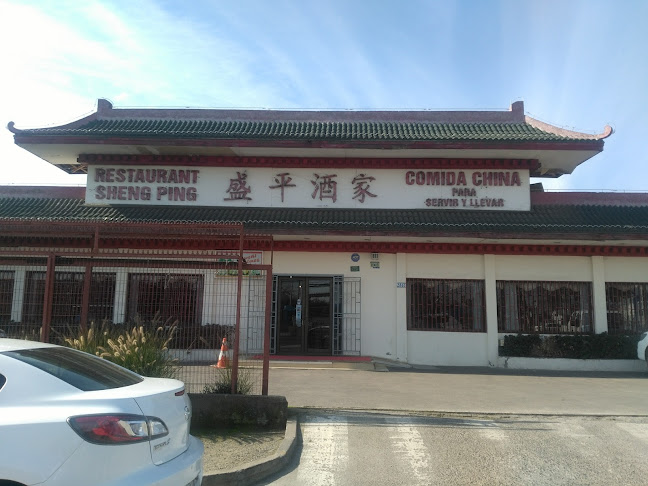 RESTAURANT
SHENG PING
盛平酒家
COMIDA CHINA
PARA
SERVIR Y LLEVAR